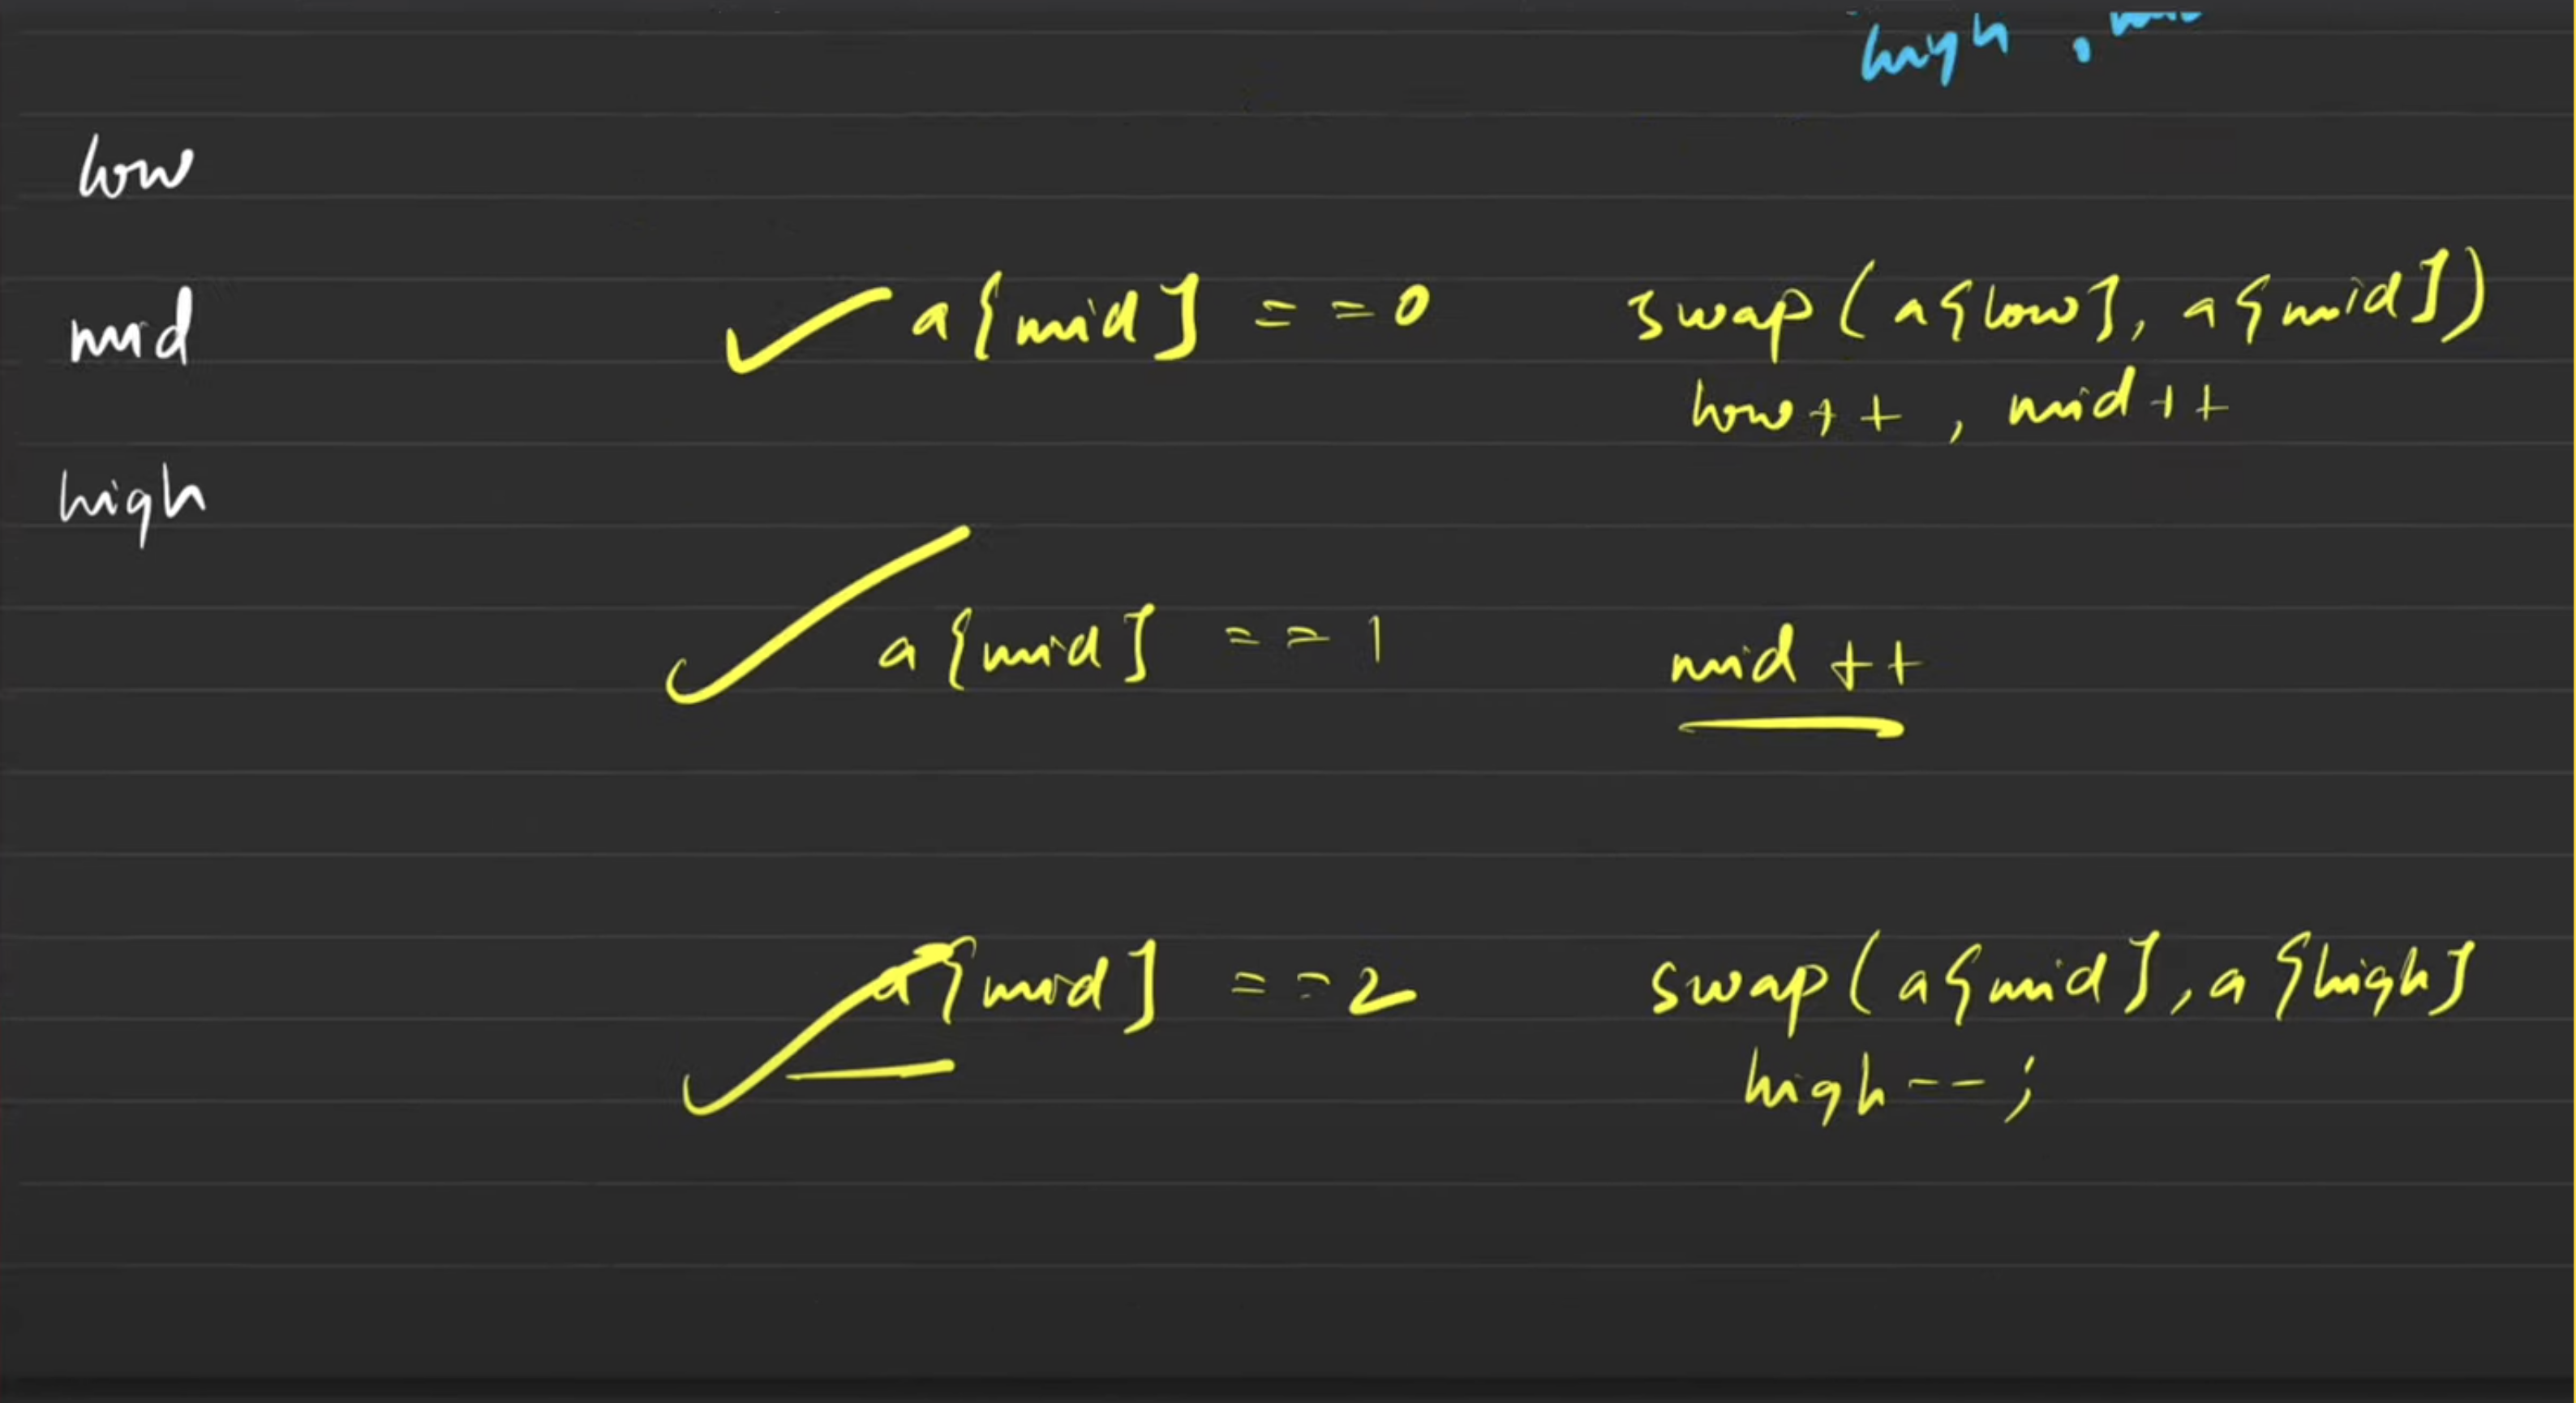 high ,
low
mid
a[mid] == 0 swap(a[low], a[mid])
low++ , mid++
high
a[mid] == 1 mid ++
a[mid] == 2 swap(a[mid], a[high]
high--;